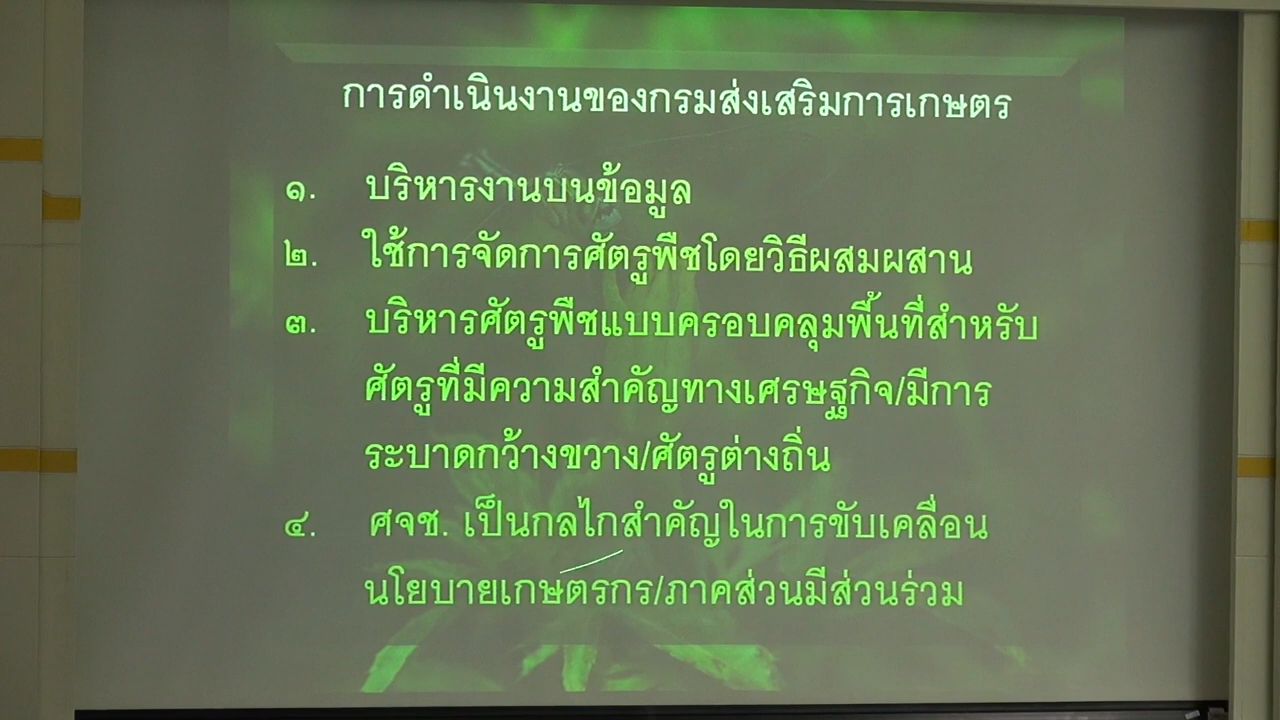 การดำเนินงานของกรมส่งเสริมการเกษตร
๑. บริหารงานบนข้อมูล
๒. ใช้การจัดการศัตรูพืชโดยวิธีผสมผสาน
๓. บริหารศัตรูพืชแบบครอบคลุมพื้นที่สำหรับ
ศัตรูที่มีความสำคัญทางเศรษฐกิจ/มีการ
ระบาดกว้างขวาง/ศัตรูต่างถิ่น
๔. ศจช. เป็นกลไกสำคัญในการขับเคลื่อน
นโยบายเกษตรกร/ภาคส่วนมีส่วนร่วม